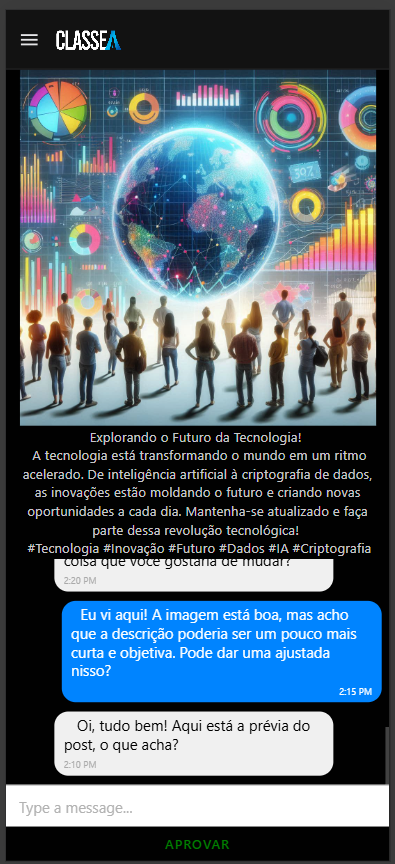 CLASSEA
30%
Explorando o Futuro da Tecnologia!
A tecnologia está transformando o mundo em um ritmo
acelerado. De inteligência artificial à criptografia de dados,
as inovações estão moldando o futuro e criando novas
oportunidades a cada dia. Mantenha-se atualizado e faça
parte dessa revolução tecnológica!
#Tecnologia #Inovação #Futuro #Dados #IA #Criptografia
coisa que você gostaria de mudar?
2:20 PM
Eu vi aqui! A imagem está boa, mas acho
que a descrição poderia ser um pouco mais
curta e objetiva. Pode dar uma ajustada
nisso?
2:15 PM
Oi, tudo bem! Aqui está a prévia do
post, o que acha?
2:10 PM
Type a message...
APROVAR